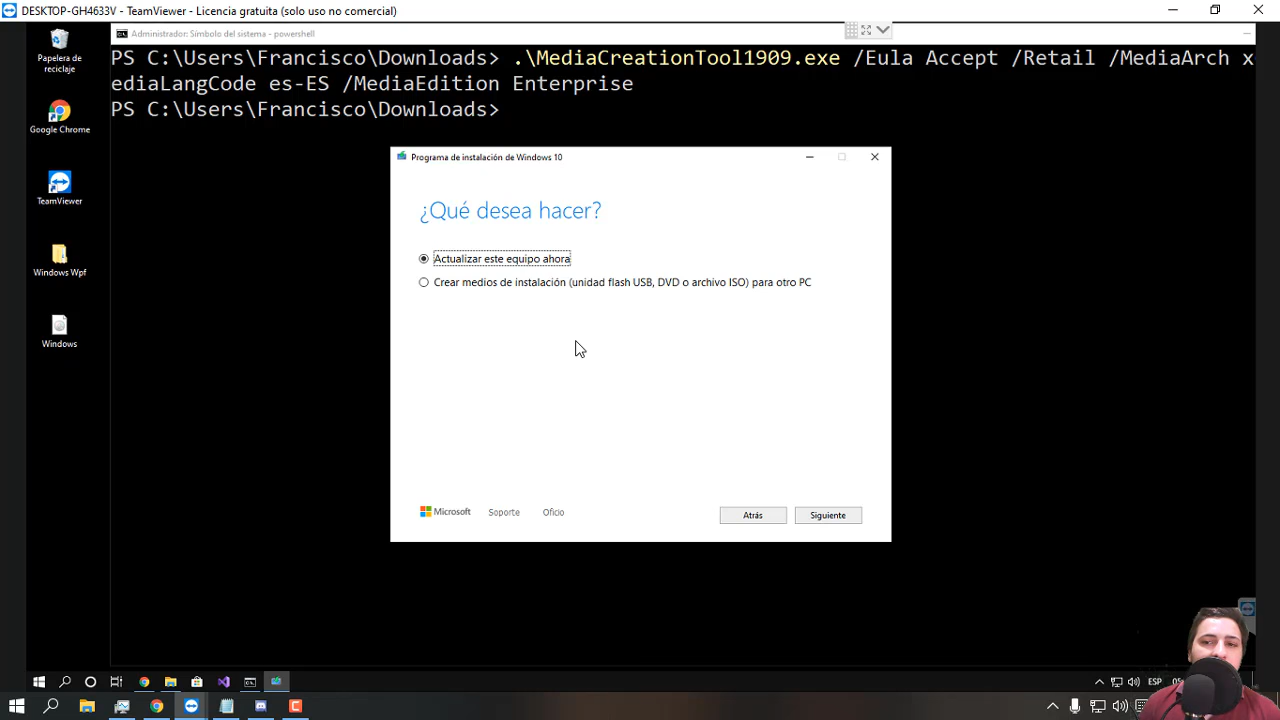 DESKTOP-GH4633V - TeamViewer - Licencia gratuita (solo uso no comercial)
Administrador: Símbolo del sistema - powershell
PS C:\Users\Francisco\Downloads> .\MediaCreationTool1909.exe /Eula Accept /Retail /MediaArch x
ediaLangCode es-ES /MediaEdition Enterprise
PS C:\Users\Francisco\Downloads>
Papelera de
reciclaje
Google Chrome
TeamViewer
Windows Wpf
Windows
Programa de instalación de Windows 10
¿Qué desea hacer?
Actualizar este equipo ahora
Crear medios de instalación (unidad flash USB, DVD o archivo ISO) para otro PC
Microsoft
Soporte
Oficio
Atrás
Siguiente
ESP